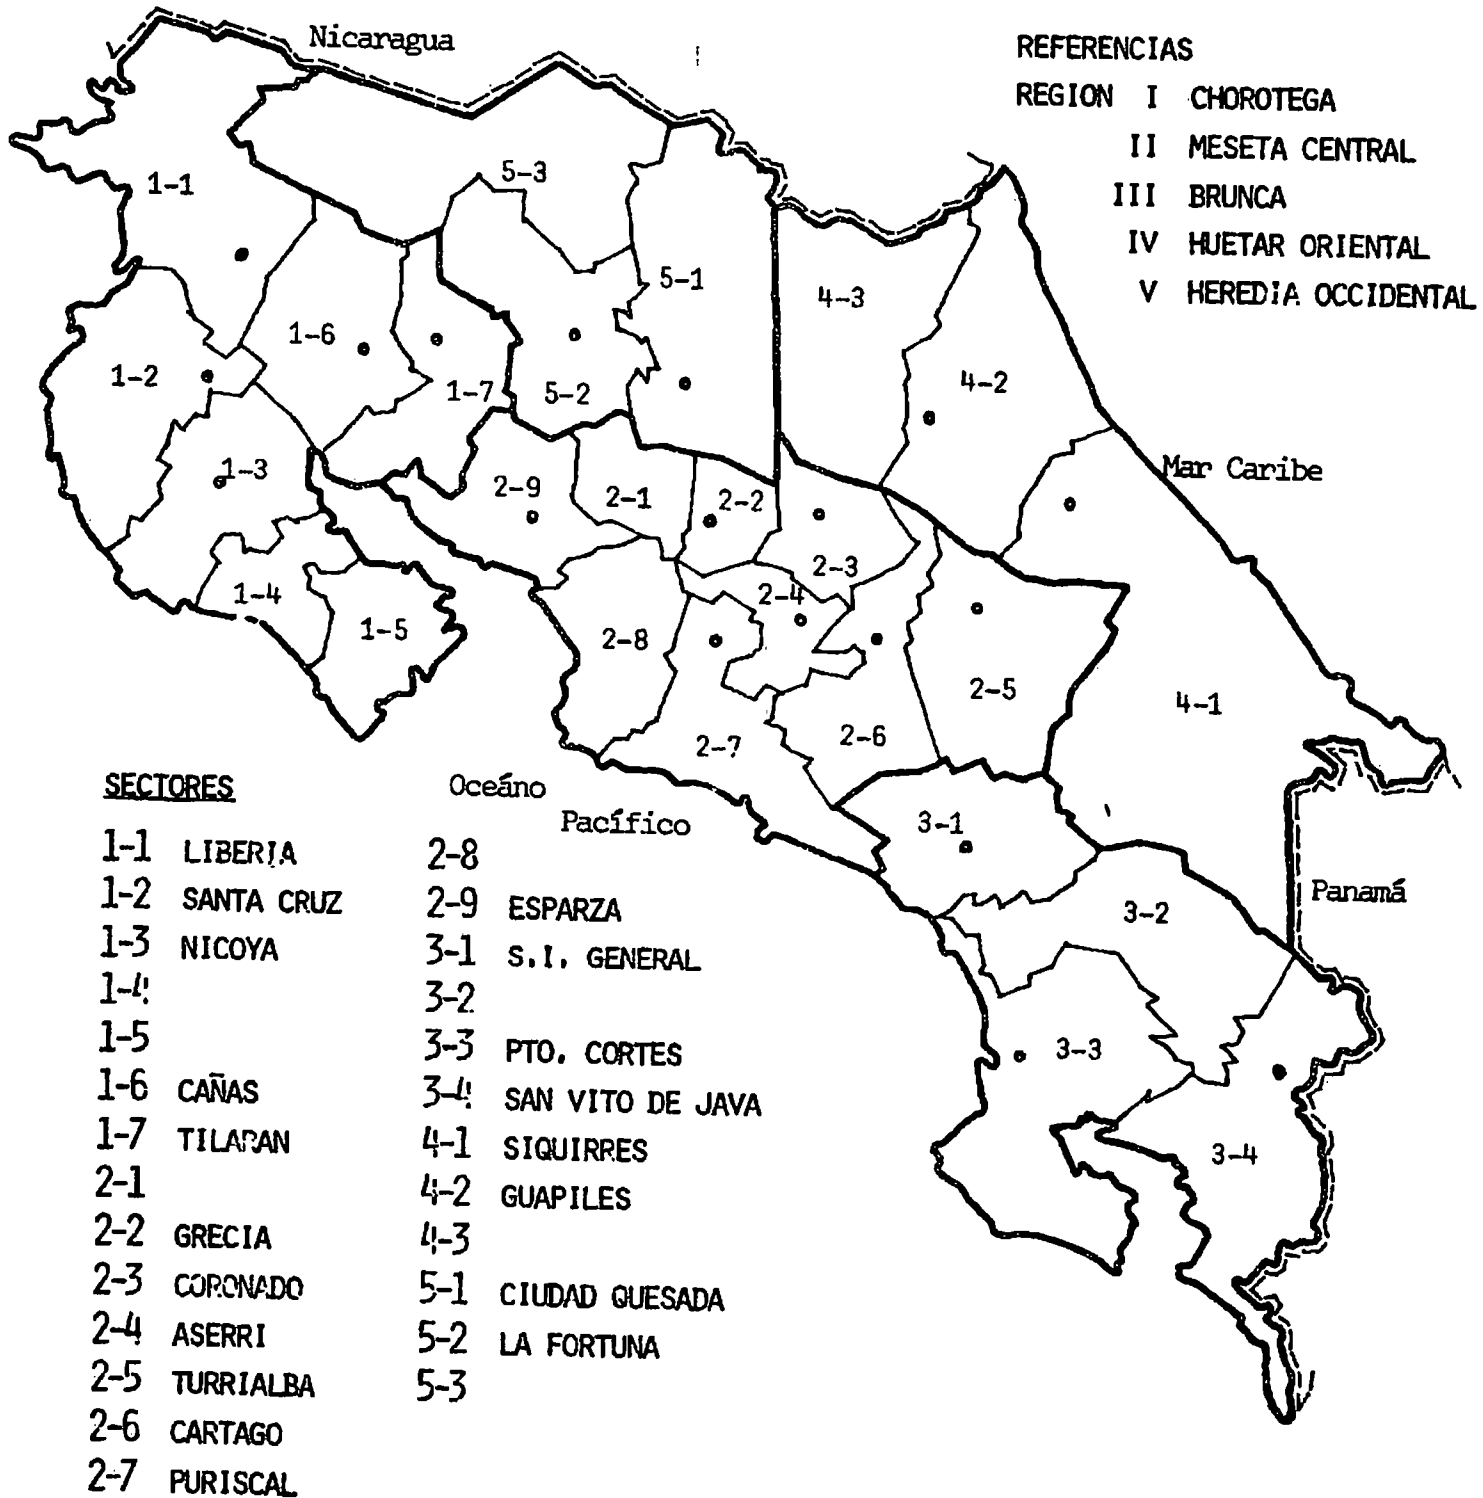 Nicaragua
REFERENCIAS
REGION I CHOROTEGA
II MESETA CENTRAL
III BRUNCA
IV HUETAR ORIENTAL
V HEREDIA OCCIDENTAL
5-3
1-1
5-1
4-3
1-6
1-2
1-7
5-2
4-2
1-3
Mar Caribe
2-9
2-1
2-2
2-3
1-4
2-4
1-5
2-8
2-5
4-1
2-7
2-6
3-1
Panamá
3-2
3-3
3-4
Oceáno
Pacífico
SECTORES
1-1 LIBERIA
1-2 SANTA CRUZ
1-3 NICOYA
1-4
1-5
1-6 CAÑAS
1-7 TILARAN
2-1
2-2 GRECIA
2-3 CORONADO
2-4 ASERRI
2-5 TURRIALBA
2-6 CARTAGO
2-7 PURISCAL
2-8
2-9 ESPARZA
3-1 S.I. GENERAL
3-2
3-3 PTO. CORTES
3-4 SAN VITO DE JAVA
4-1 SIQUIRRES
4-2 GUAPILES
4-3
5-1 CIUDAD QUESADA
5-2 LA FORTUNA
5-3